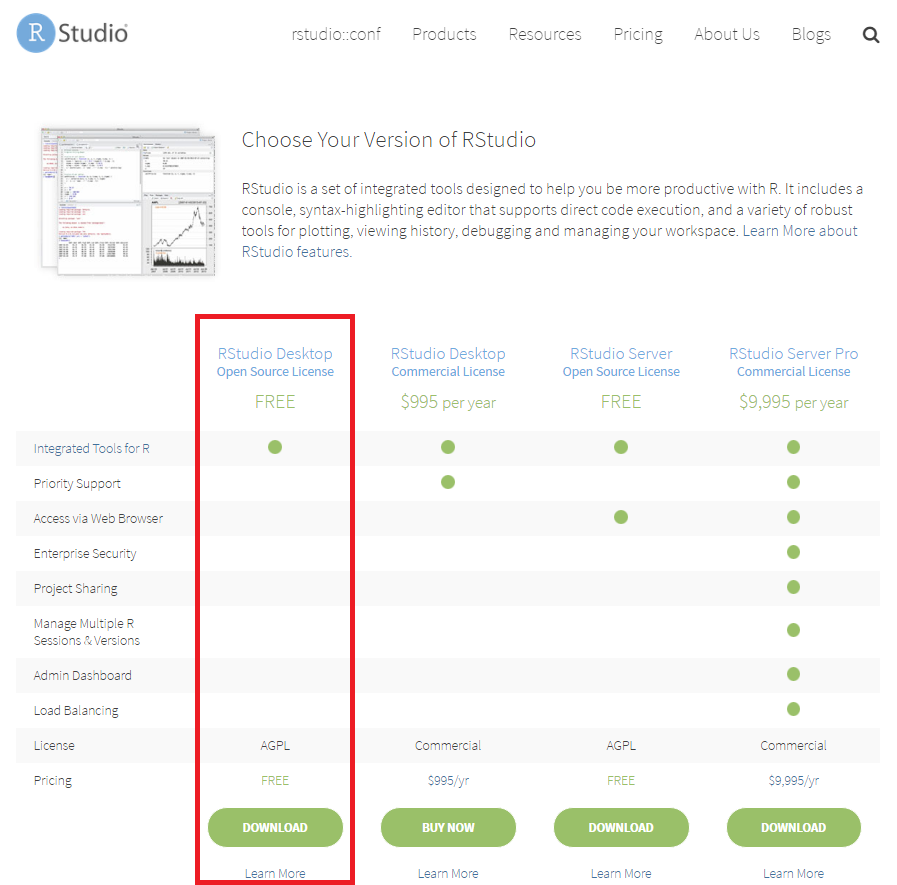 R Studio
rstudio::conf Products Resources Pricing About Us Blogs
Choose Your Version of RStudio
RStudio is a set of integrated tools designed to help you be more productive with R. It includes a
console, syntax-highlighting editor that supports direct code execution, and a variety of robust
tools for plotting, viewing history, debugging and managing your workspace. Learn More about
RStudio features.
RStudio Desktop RStudio Desktop RStudio Server RStudio Server Pro
Open Source License Commercial License Open Source License Commercial License
FREE $995 per year FREE $9,995 per year
Integrated Tools for R
Priority Support
Access via Web Browser
Enterprise Security
Project Sharing
Manage Multiple R
Sessions & Versions
Admin Dashboard
Load Balancing
License AGPL Commercial AGPL Commercial
Pricing FREE $995/yr FREE $9,995/yr
DOWNLOAD BUY NOW DOWNLOAD DOWNLOAD
Learn More Learn More Learn More Learn More